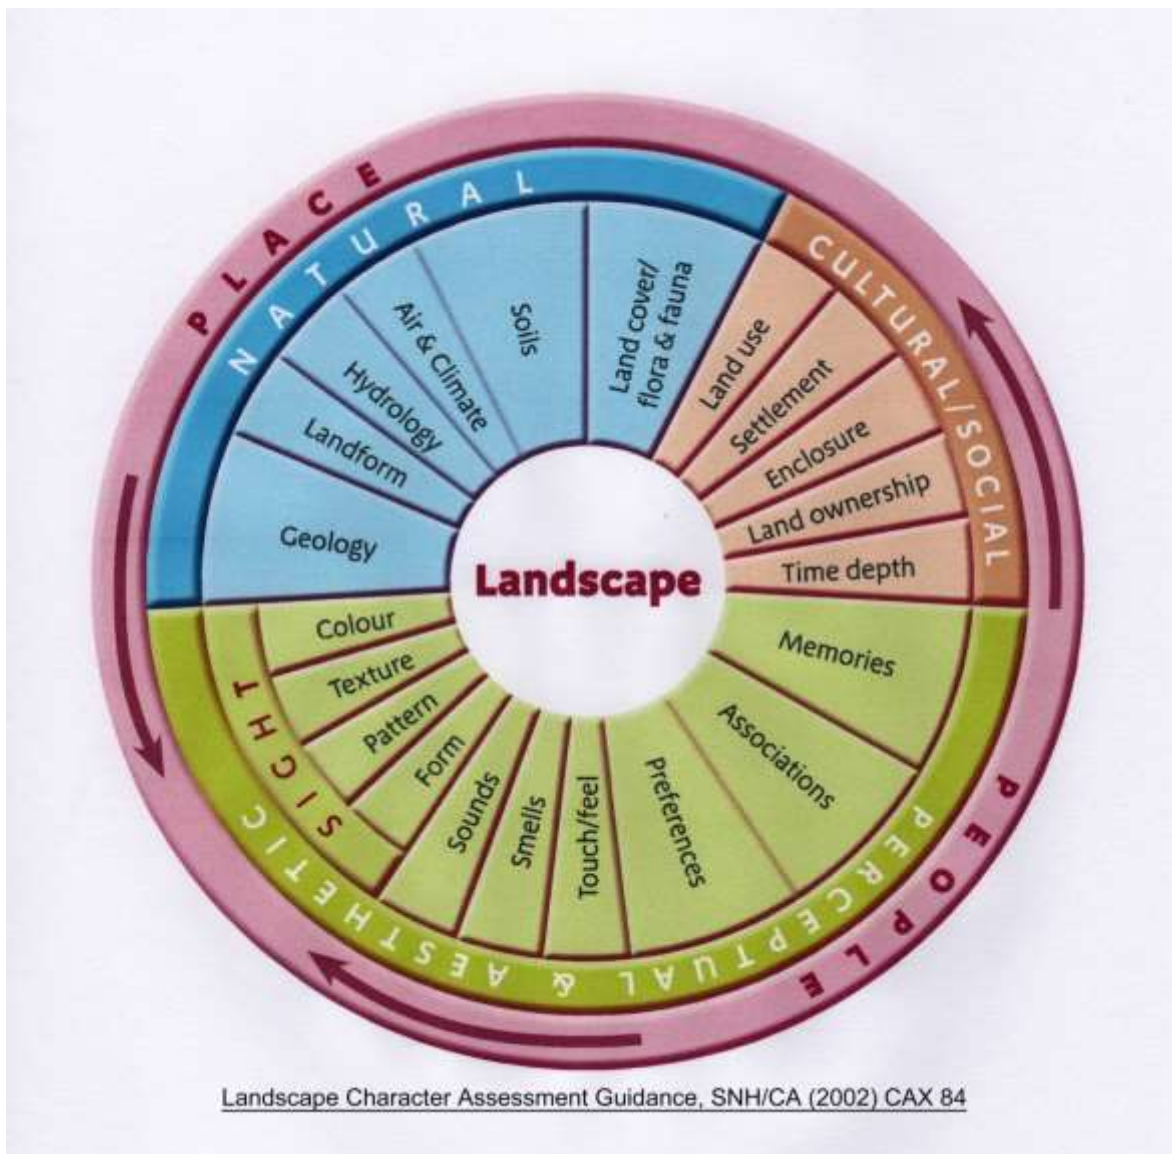 PLACE
NATURAL
CULTURAL/SOCIAL
Geology
Landform
Hydrology
Air & Climate
Soils
Land cover/
flora & fauna
Land use
Settlement
Enclosure
Land ownership
Time depth
Landscape
Memories
Associations
Preferences
Touch/feel
Smells
Sounds
Form
Pattern
Texture
Colour
SIGHT
PERCEPTUAL & AESTHETIC
PEOPLE
Landscape Character Assessment Guidance, SNH/CA (2002) CAX 84